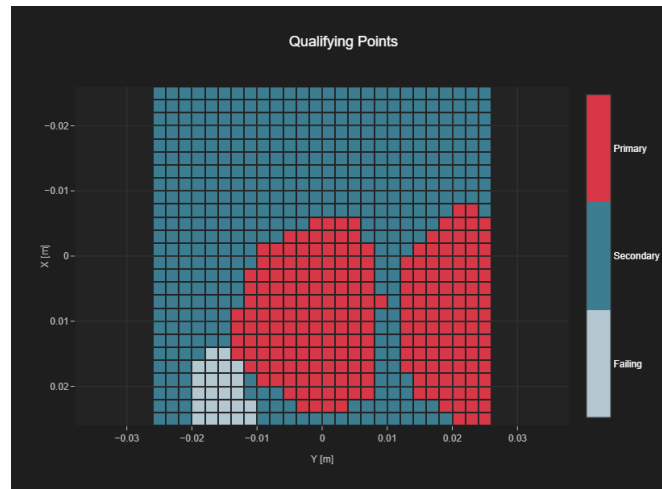 Qualifying Points
−0.02
−0.01
0
0.01
0.02
X [m]
−0.03
−0.02
−0.01
0
0.01
0.02
0.03
Y [m]
Primary
Secondary
Failing